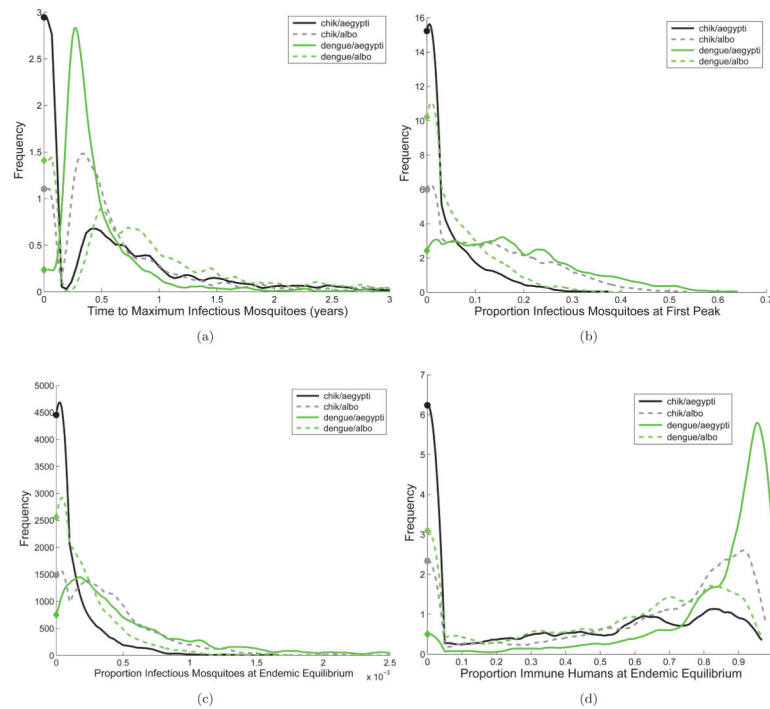 3
2.5
2
1.5
1
0.5
0
Frequency
0 0.5 1 1.5 2 2.5 3
Time to Maximum Infectious Mosquitoes (years)
chik/aegypti
chik/albo
dengue/aegypti
dengue/albo
(a)
16
14
12
10
8
6
4
2
0
Frequency
0 0.1 0.2 0.3 0.4 0.5 0.6 0.7
Proportion Infectious Mosquitoes at First Peak
chik/aegypti
chik/albo
dengue/aegypti
dengue/albo
(b)
5000
4500
4000
3500
3000
2500
2000
1500
1000
500
0
Frequency
0 0.5 1 1.5 2 2.5
Proportion Infectious Mosquitoes at Endemic Equilibrium
x 10⁻³
chik/aegypti
chik/albo
dengue/aegypti
dengue/albo
(c)
7
6
5
4
3
2
1
0
Frequency
0 0.1 0.2 0.3 0.4 0.5 0.6 0.7 0.8 0.9
Proportion Immune Humans at Endemic Equilibrium
chik/aegypti
chik/albo
dengue/aegypti
dengue/albo
(d)